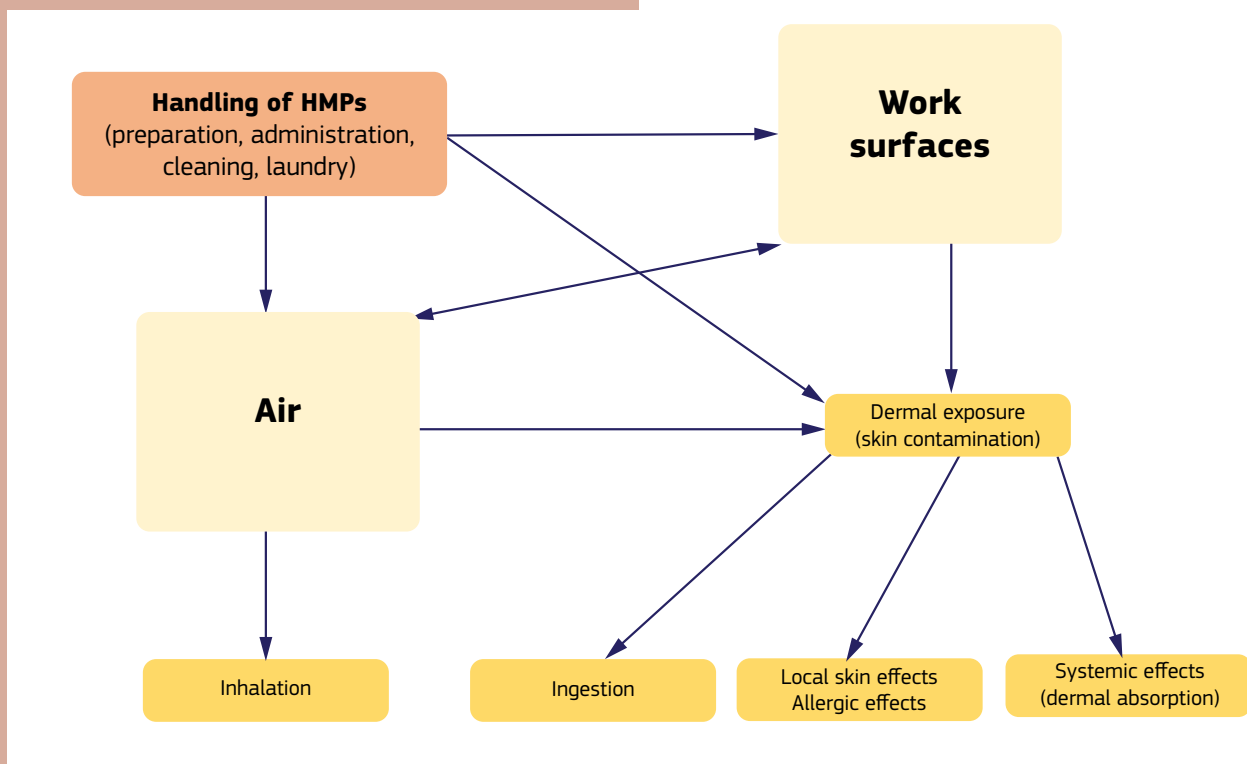 Handling of HMPs
(preparation, administration,
cleaning, laundry)
Work
surfaces
Air
Dermal exposure
(skin contamination)
Inhalation
Ingestion
Local skin effects
Allergic effects
Systemic effects
(dermal absorption)